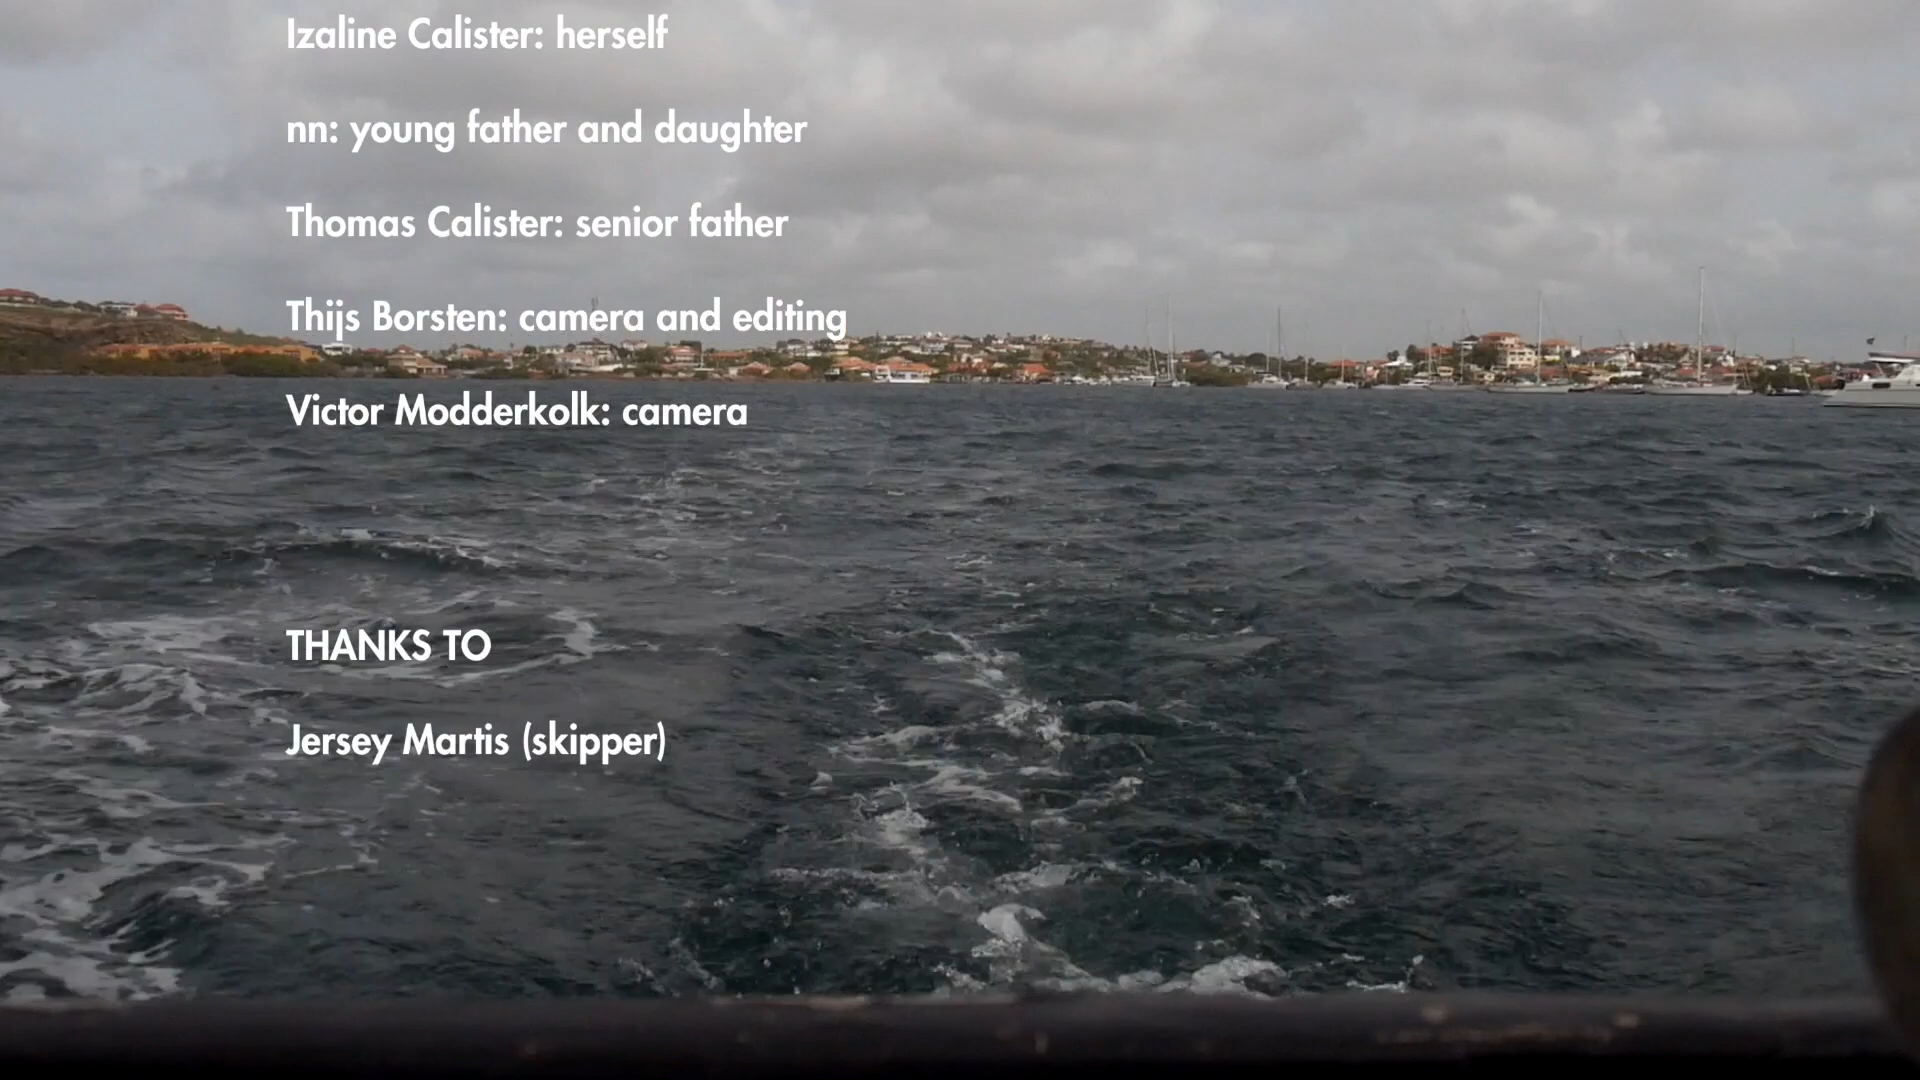 Izaline Calister: herself
nn: young father and daughter
Thomas Calister: senior father
Thijs Borsten: camera and editing
Victor Modderkolk: camera
THANKS TO
Jersey Martis (skipper)